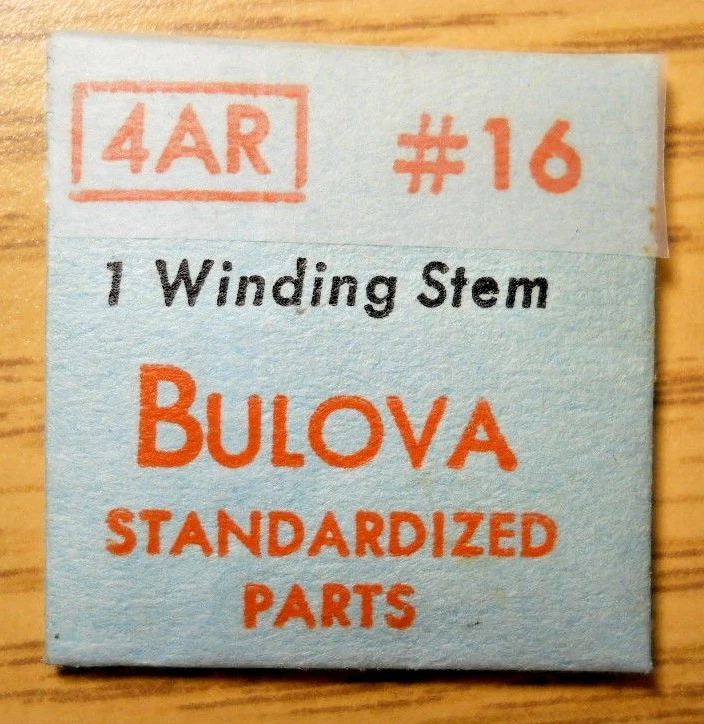 4AR #16
1 Winding Stem
BULOVA
STANDARDIZED
PARTS